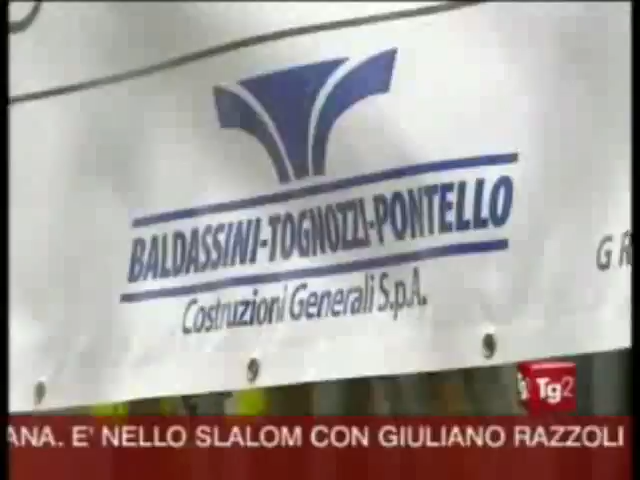 BALDASSINI-TOGNOZZI-PONTELLO
Costruzioni Generali S.p.A.
G R
Tg2
ANA. E' NELLO SLALOM CON GIULIANO RAZZOLI